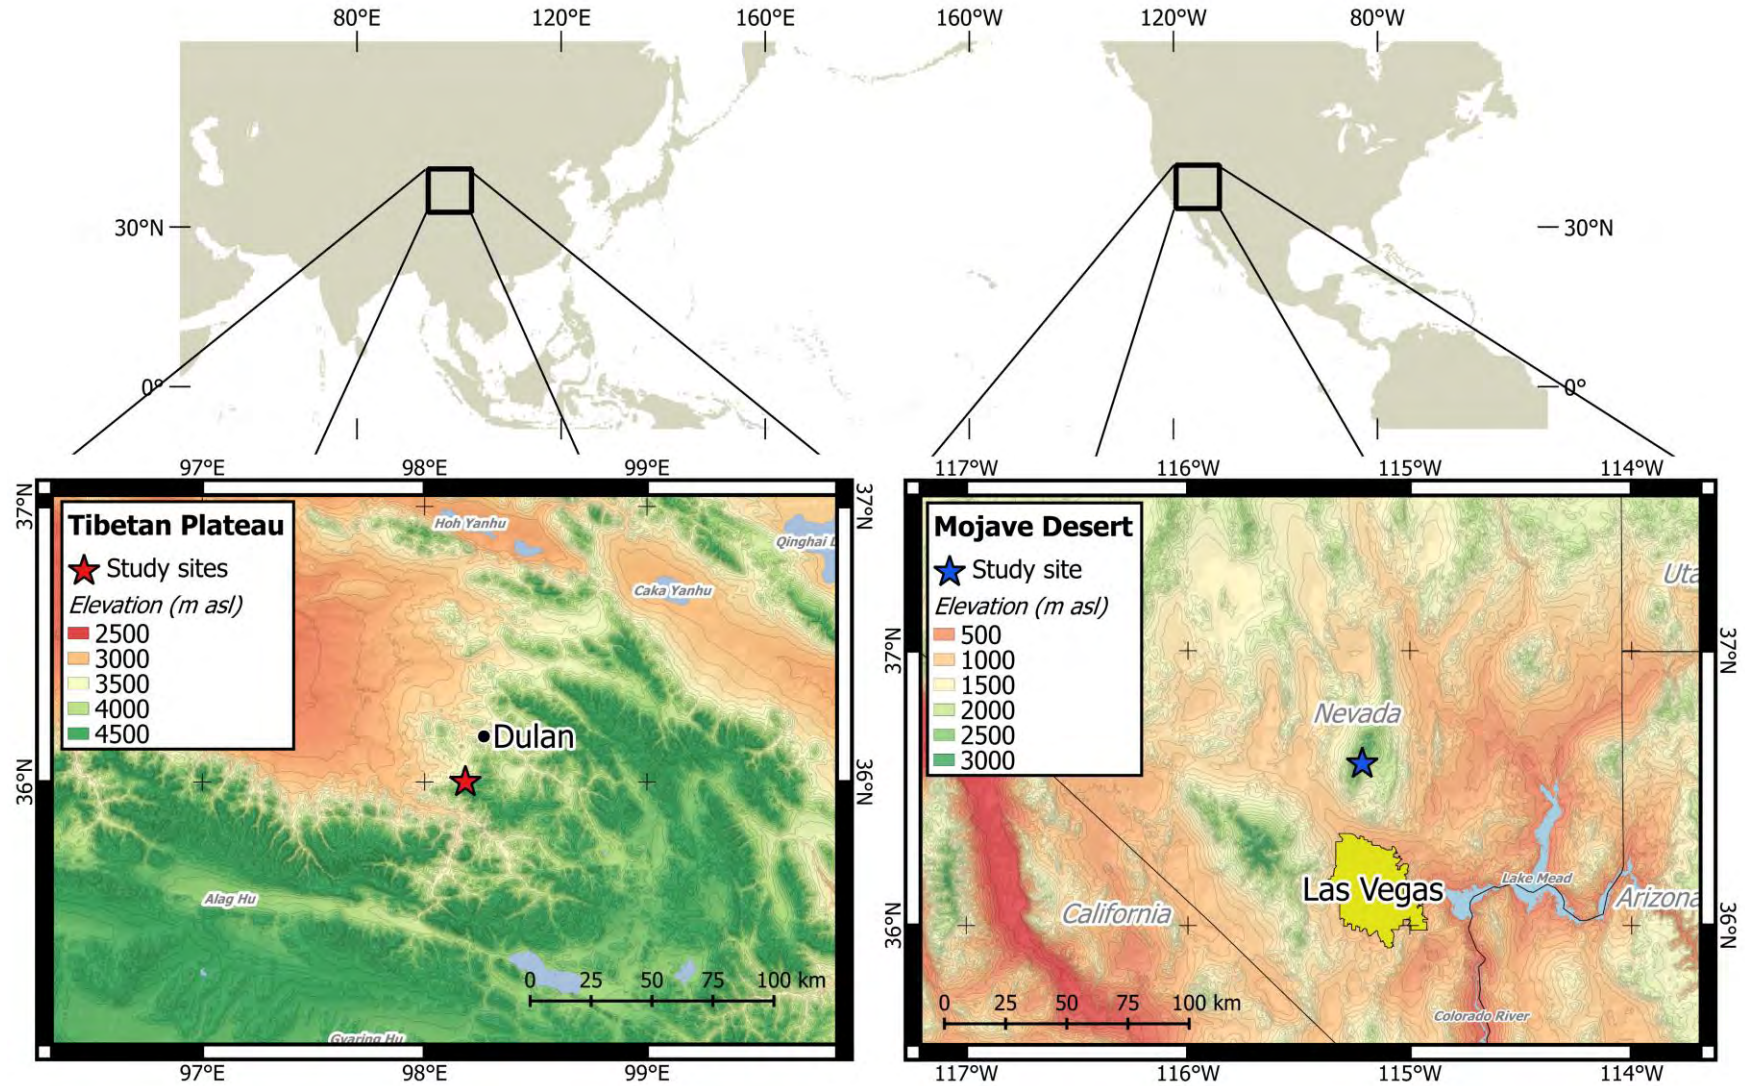 80°E 120°E 160°E 160°W 120°W 80°W
30°N 30°N
0° 0°
97°E 98°E 99°E 117°W 116°W 115°W 114°W
37°N 37°N
Tibetan Plateau
Study sites
Elevation (m asl)
2500
3000
3500
4000
4500
Hoh Yanhu
Qinghai L
Caka Yanhu
Dulan
36°N 36°N
Alag Hu
Gyaring Hu
0 25 50 75 100 km
97°E 98°E 99°E
Mojave Desert
Study site
Elevation (m asl)
500
1000
1500
2000
2500
3000
Uta
37°N 37°N
Nevada
Las Vegas
Lake Mead
California
Arizona
36°N 36°N
0 25 50 75 100 km
Colorado River
117°W 116°W 115°W 114°W